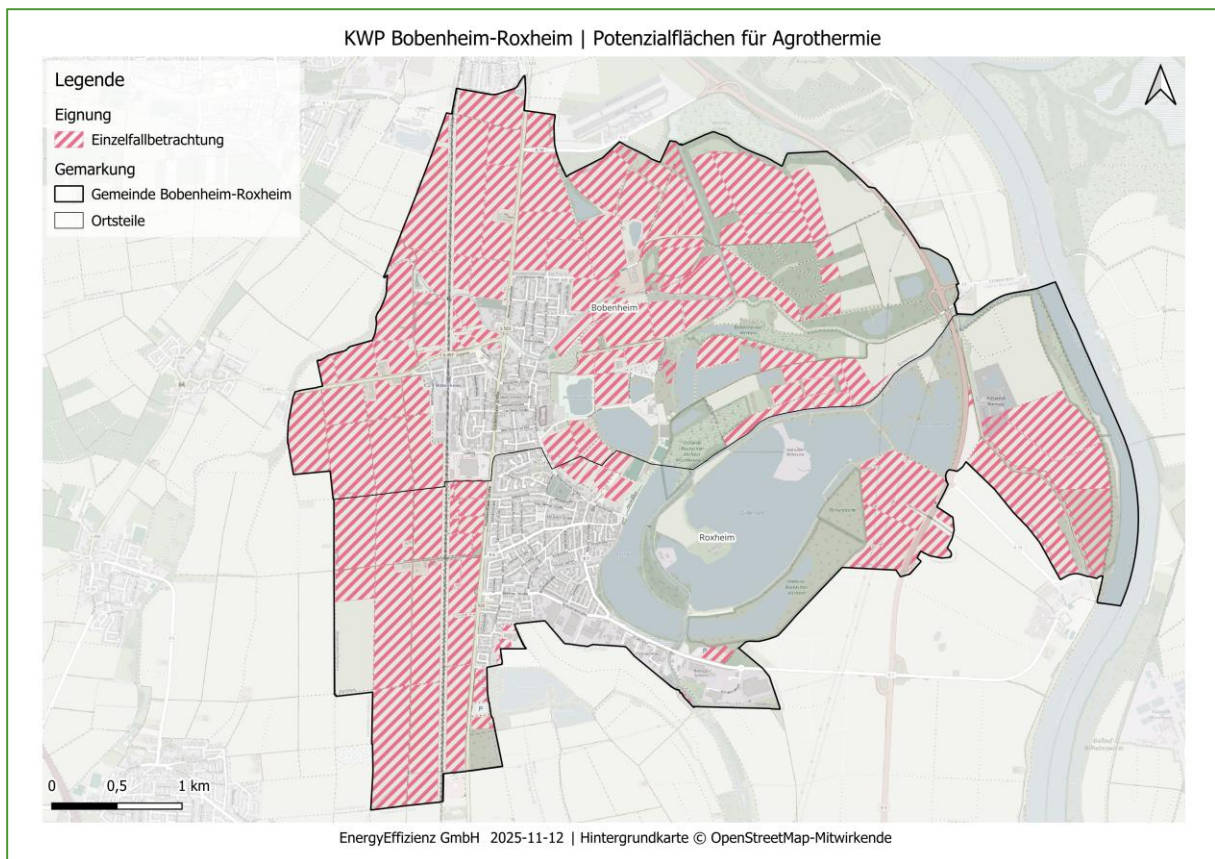 KWP Bobenheim-Roxheim | Potenzialflächen für Agrothermie
Legende
Eignung
Einzelfallbetrachtung
Gemarkung
Gemeinde Bobenheim-Roxheim
Ortsteile
Bobenheim
Roxheim
P
0 0,5 1 km
EnergyEffizienz GmbH 2025-11-12 | Hintergrundkarte © OpenStreetMap-Mitwirkende